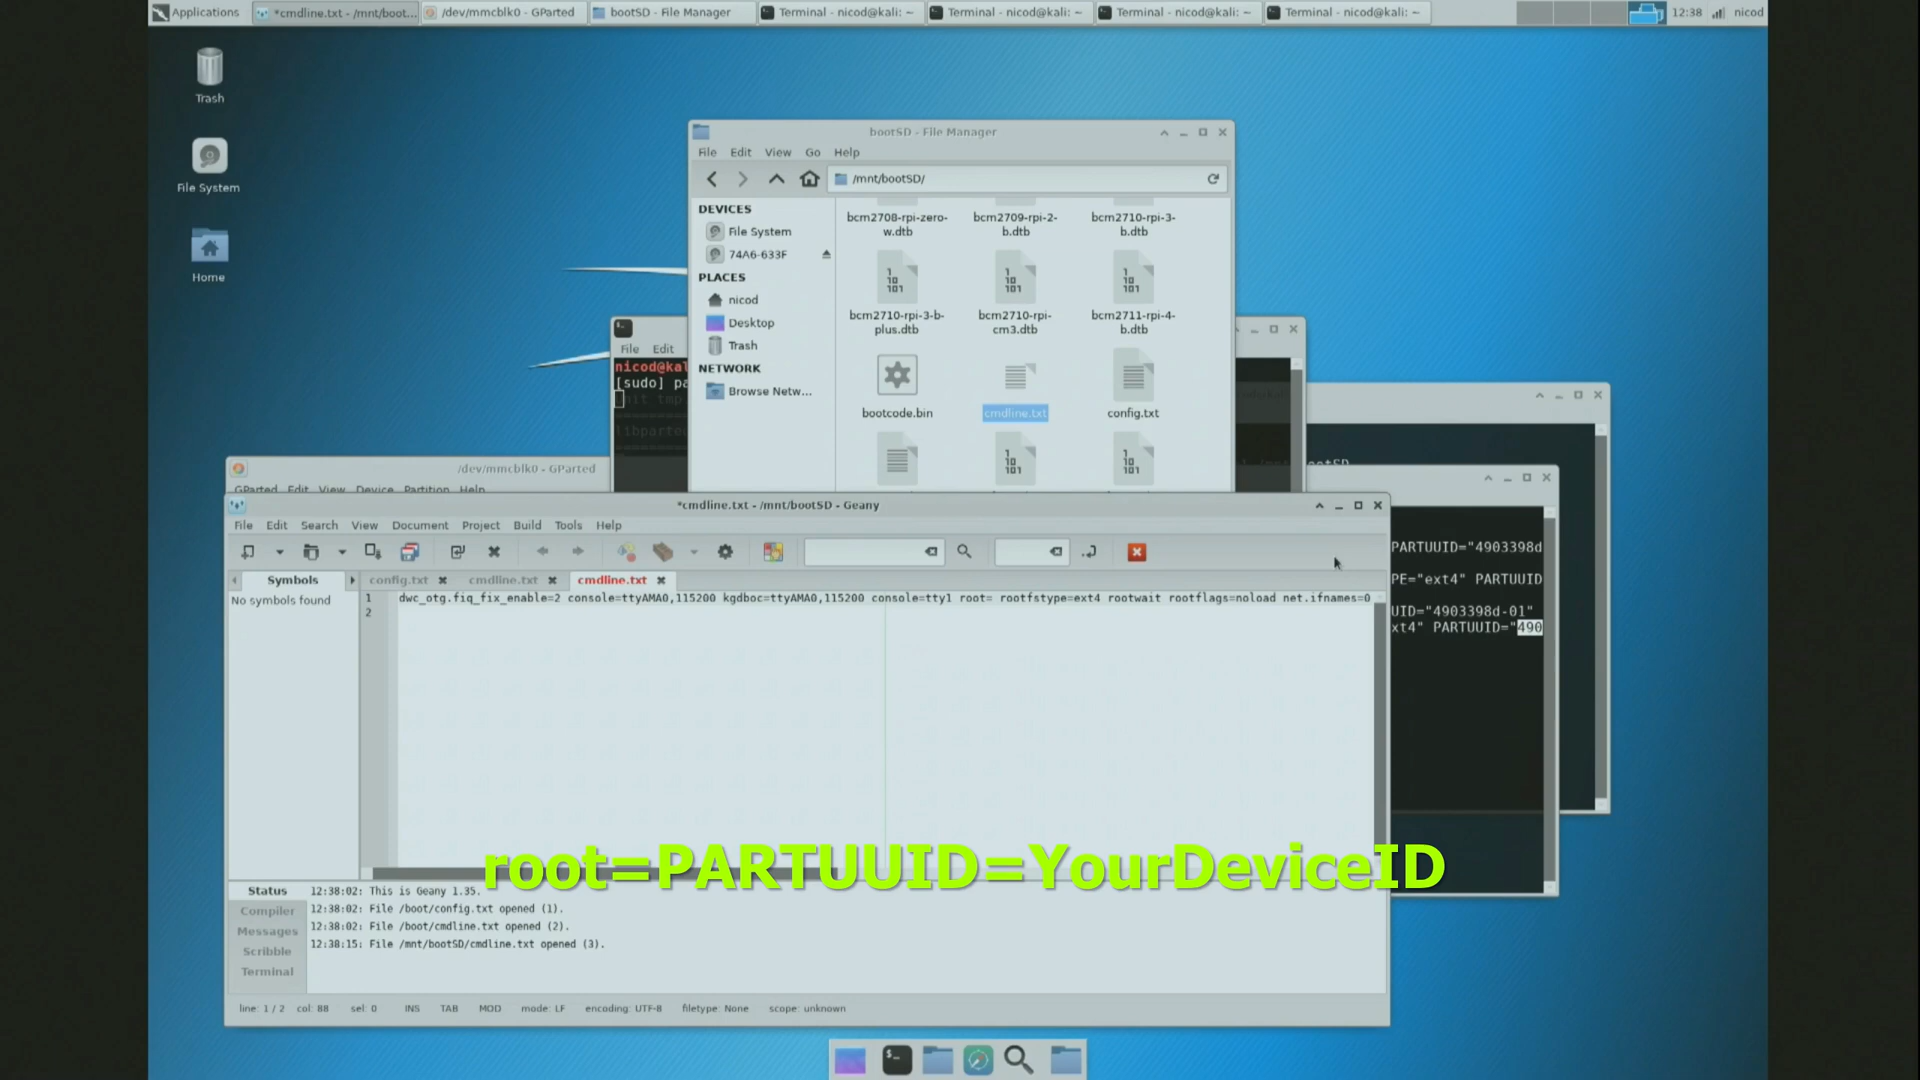 Applications
*cmdline.txt - /mnt/boot...
/dev/mmcblk0 - GParted
bootSD - File Manager
Terminal - nicod@kali: ~
Terminal - nicod@kali: ~
Terminal - nicod@kali: ~
Terminal - nicod@kali: ~
12:38
nicod
Trash
File System
Home
bootSD - File Manager
File Edit View Go Help
/mnt/bootSD/
DEVICES
File System
74A6-633F
PLACES
nicod
Desktop
Trash
NETWORK
Browse Netw...
bcm2708-rpi-zero-
w.dtb
bcm2709-rpi-2-
b.dtb
bcm2710-rpi-3-
b.dtb
bcm2710-rpi-3-b-
plus.dtb
bcm2710-rpi-
cm3.dtb
bcm2711-rpi-4-
b.dtb
bootcode.bin
cmdline.txt
config.txt
File Edit
nicod@kal
[sudo] pa
/dev/mmcblk0 - GParted
GParted Edit View Device Partition Help
*cmdline.txt - /mnt/bootSD - Geany
File Edit Search View Document Project Build Tools Help
Symbols
No symbols found
config.txt
cmdline.txt
cmdline.txt
1 dwc_otg.fiq_fix_enable=2 console=ttyAMA0,115200 kgdboc=ttyAMA0,115200 console=tty1 root= rootfstype=ext4 rootwait rootflags=noload net.ifnames=0
2
PARTUUID="4903398d
PE="ext4" PARTUUID
UID="4903398d-01"
xt4" PARTUUID="490
root=PARTUUID=YourDeviceID
Status
Compiler
Messages
Scribble
Terminal
12:38:02: This is Geany 1.35.
12:38:02: File /boot/config.txt opened (1).
12:38:02: File /boot/cmdline.txt opened (2).
12:38:15: File /mnt/bootSD/cmdline.txt opened (3).
line: 1 / 2 col: 88 sel: 0 INS TAB MOD mode: LF encoding: UTF-8 filetype: None scope: unknown